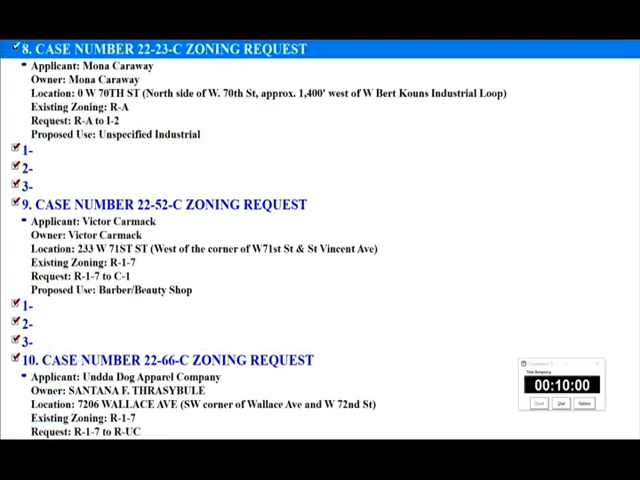 8. CASE NUMBER 22-23-C ZONING REQUEST
Applicant: Mona Caraway
Owner: Mona Caraway
Location: 0 W 70TH ST (North side of W. 70th St, approx. 1,400' west of W Bert Kouns Industrial Loop)
Existing Zoning: R-A
Request: R-A to I-2
Proposed Use: Unspecified Industrial
1-
2-
3-
9. CASE NUMBER 22-52-C ZONING REQUEST
Applicant: Victor Carmack
Owner: Victor Carmack
Location: 233 W 71ST ST (West of the corner of W71st St & St Vincent Ave)
Existing Zoning: R-1-7
Request: R-1-7 to C-1
Proposed Use: Barber/Beauty Shop
1-
2-
3-
10. CASE NUMBER 22-66-C ZONING REQUEST
Applicant: Undda Dog Apparel Company
Owner: SANTANA F. THRASYBULE
Location: 7206 WALLACE AVE (SW corner of Wallace Ave and W 72nd St)
Existing Zoning: R-1-7
Request: R-1-7 to R-UC
Time Remaining
00:10:00
Start
Options